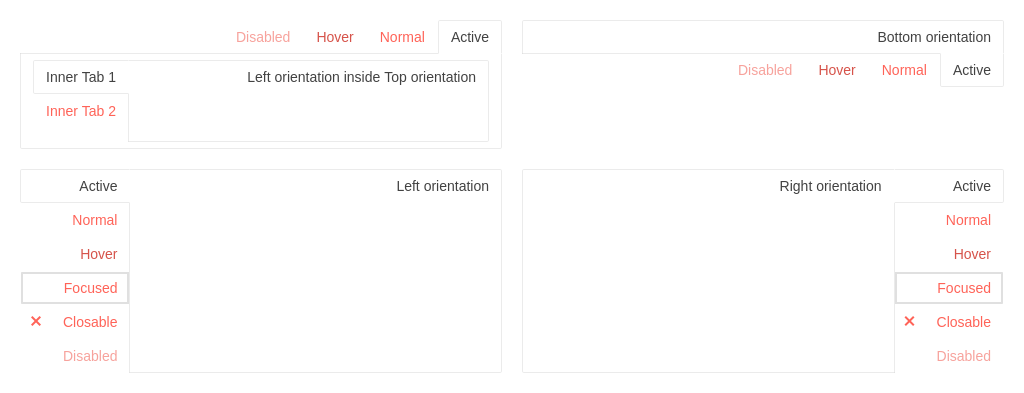 Disabled Hover Normal Active
Inner Tab 1 Left orientation inside Top orientation
Inner Tab 2
Bottom orientation
Disabled Hover Normal Active
Active Left orientation
Normal
Hover
Focused
✕ Closable
Disabled
Right orientation Active
Normal
Hover
Focused
✕ Closable
Disabled